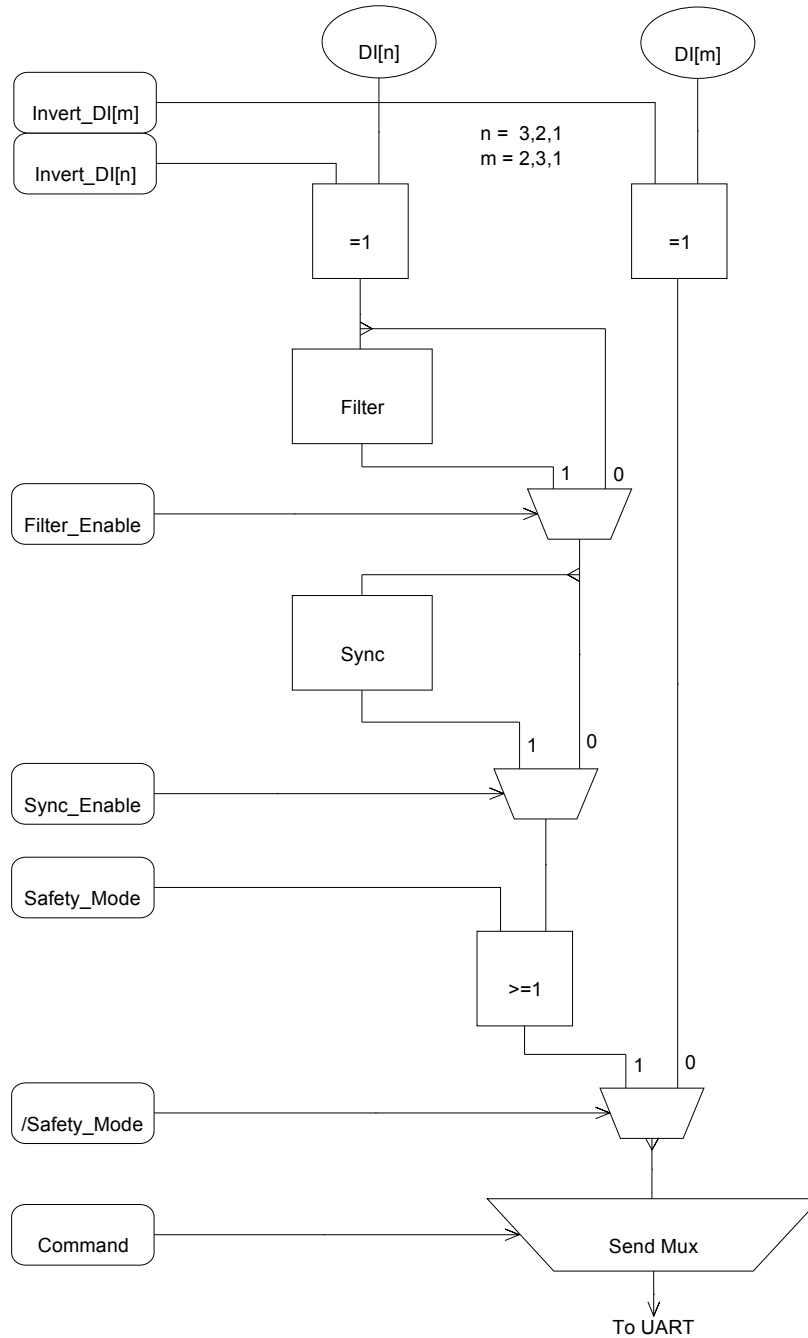 DI[n]
DI[m]
Invert_DI[m]
n =  3,2,1
m = 2,3,1
Invert_DI[n]
=1
=1
Filter
1
0
Filter_Enable
Sync
1
0
Sync_Enable
Safety_Mode
>=1
1
0
/Safety_Mode
Command
Send Mux
To UART